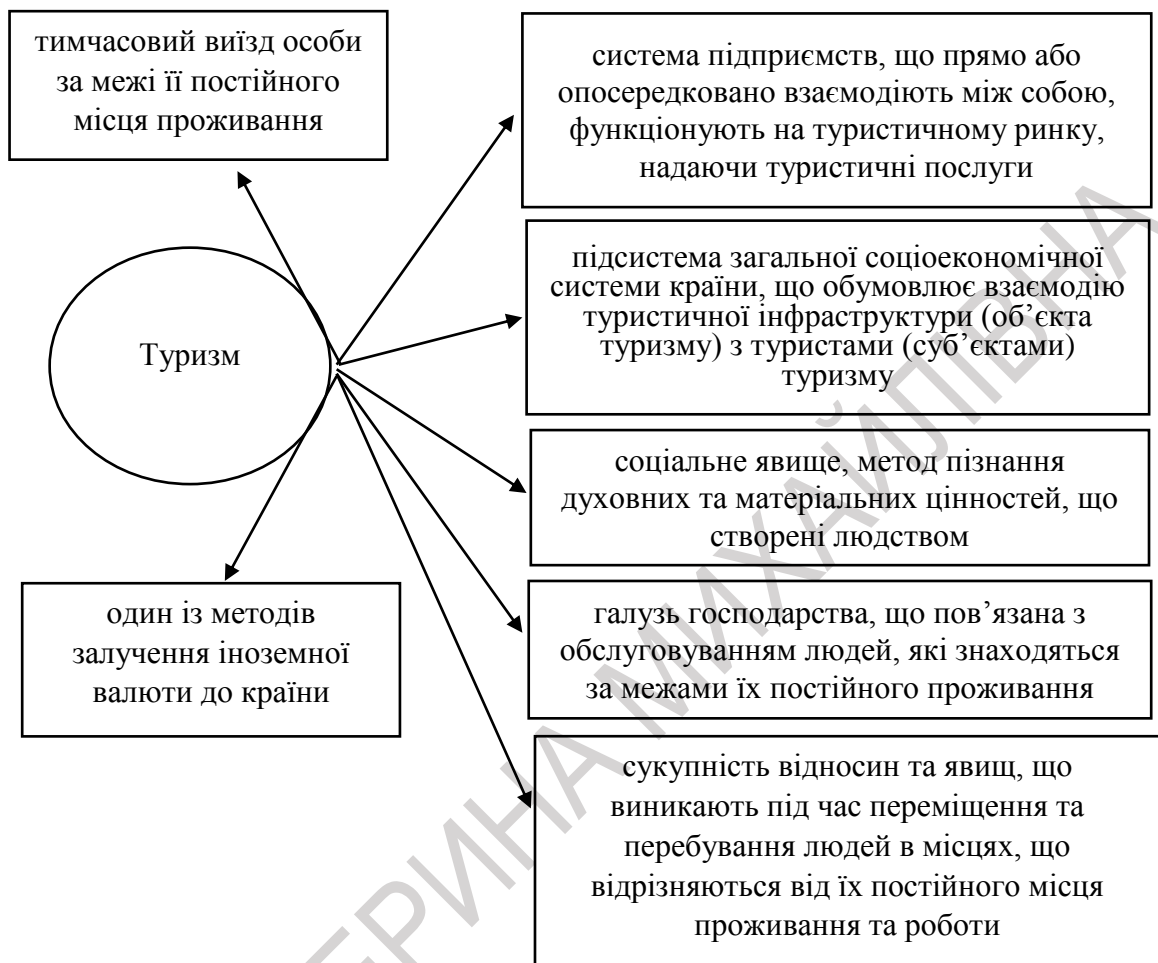 тимчасовий виїзд особи
за межі її постійного
місця проживання
система підприємств, що прямо або
опосередковано взаємодіють між собою,
функціонують на туристичному ринку,
надаючи туристичні послуги
підсистема загальної соціоекономічної
системи країни, що обумовлює взаємодію
туристичної інфраструктури (об’єкта
туризму) з туристами (суб’єктами)
туризму
Туризм
соціальне явище, метод пізнання
духовних та матеріальних цінностей, що
створені людством
один із методів
залучення іноземної
валюти до країни
галузь господарства, що пов’язана з
обслуговуванням людей, які знаходяться
за межами їх постійного проживання
сукупність відносин та явищ, що
виникають під час переміщення та
перебування людей в місцях, що
відрізняються від їх постійного місця
проживання та роботи
МИХАЙЛІВНА